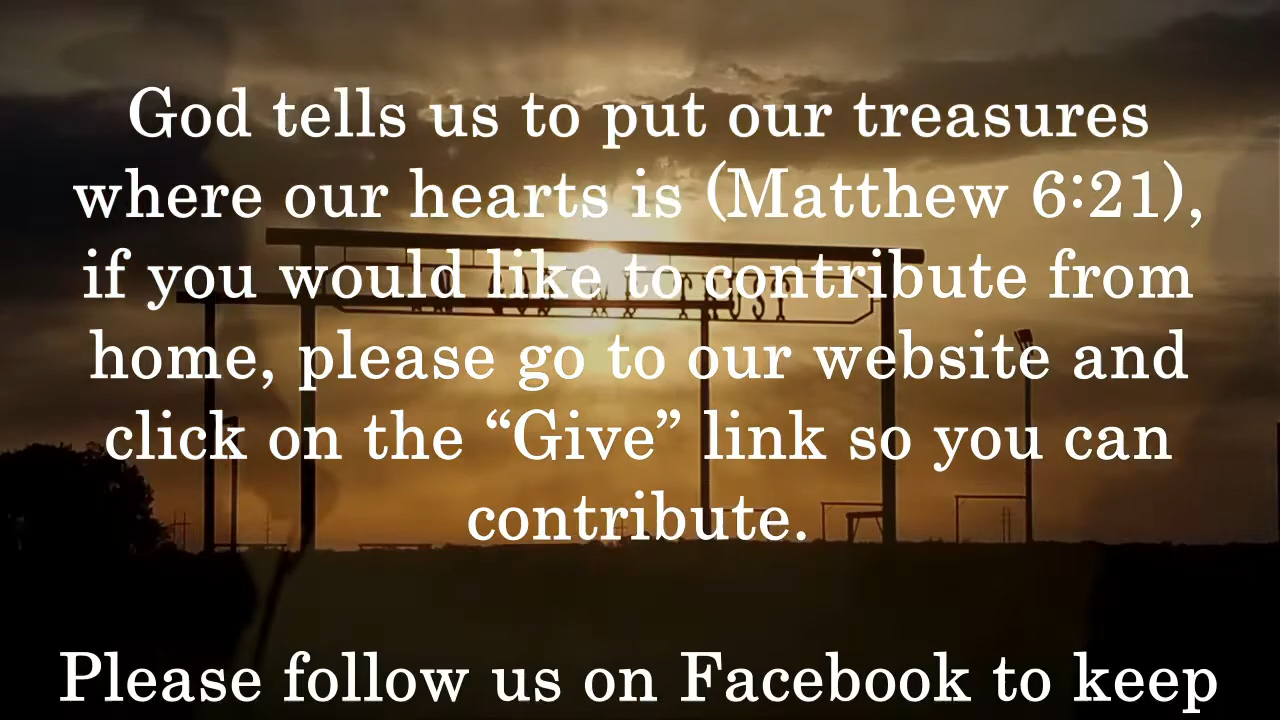 God tells us to put our treasures
where our hearts is (Matthew 6:21),
if you would like to contribute from
home, please go to our website and
click on the “Give” link so you can
contribute.
Please follow us on Facebook to keep